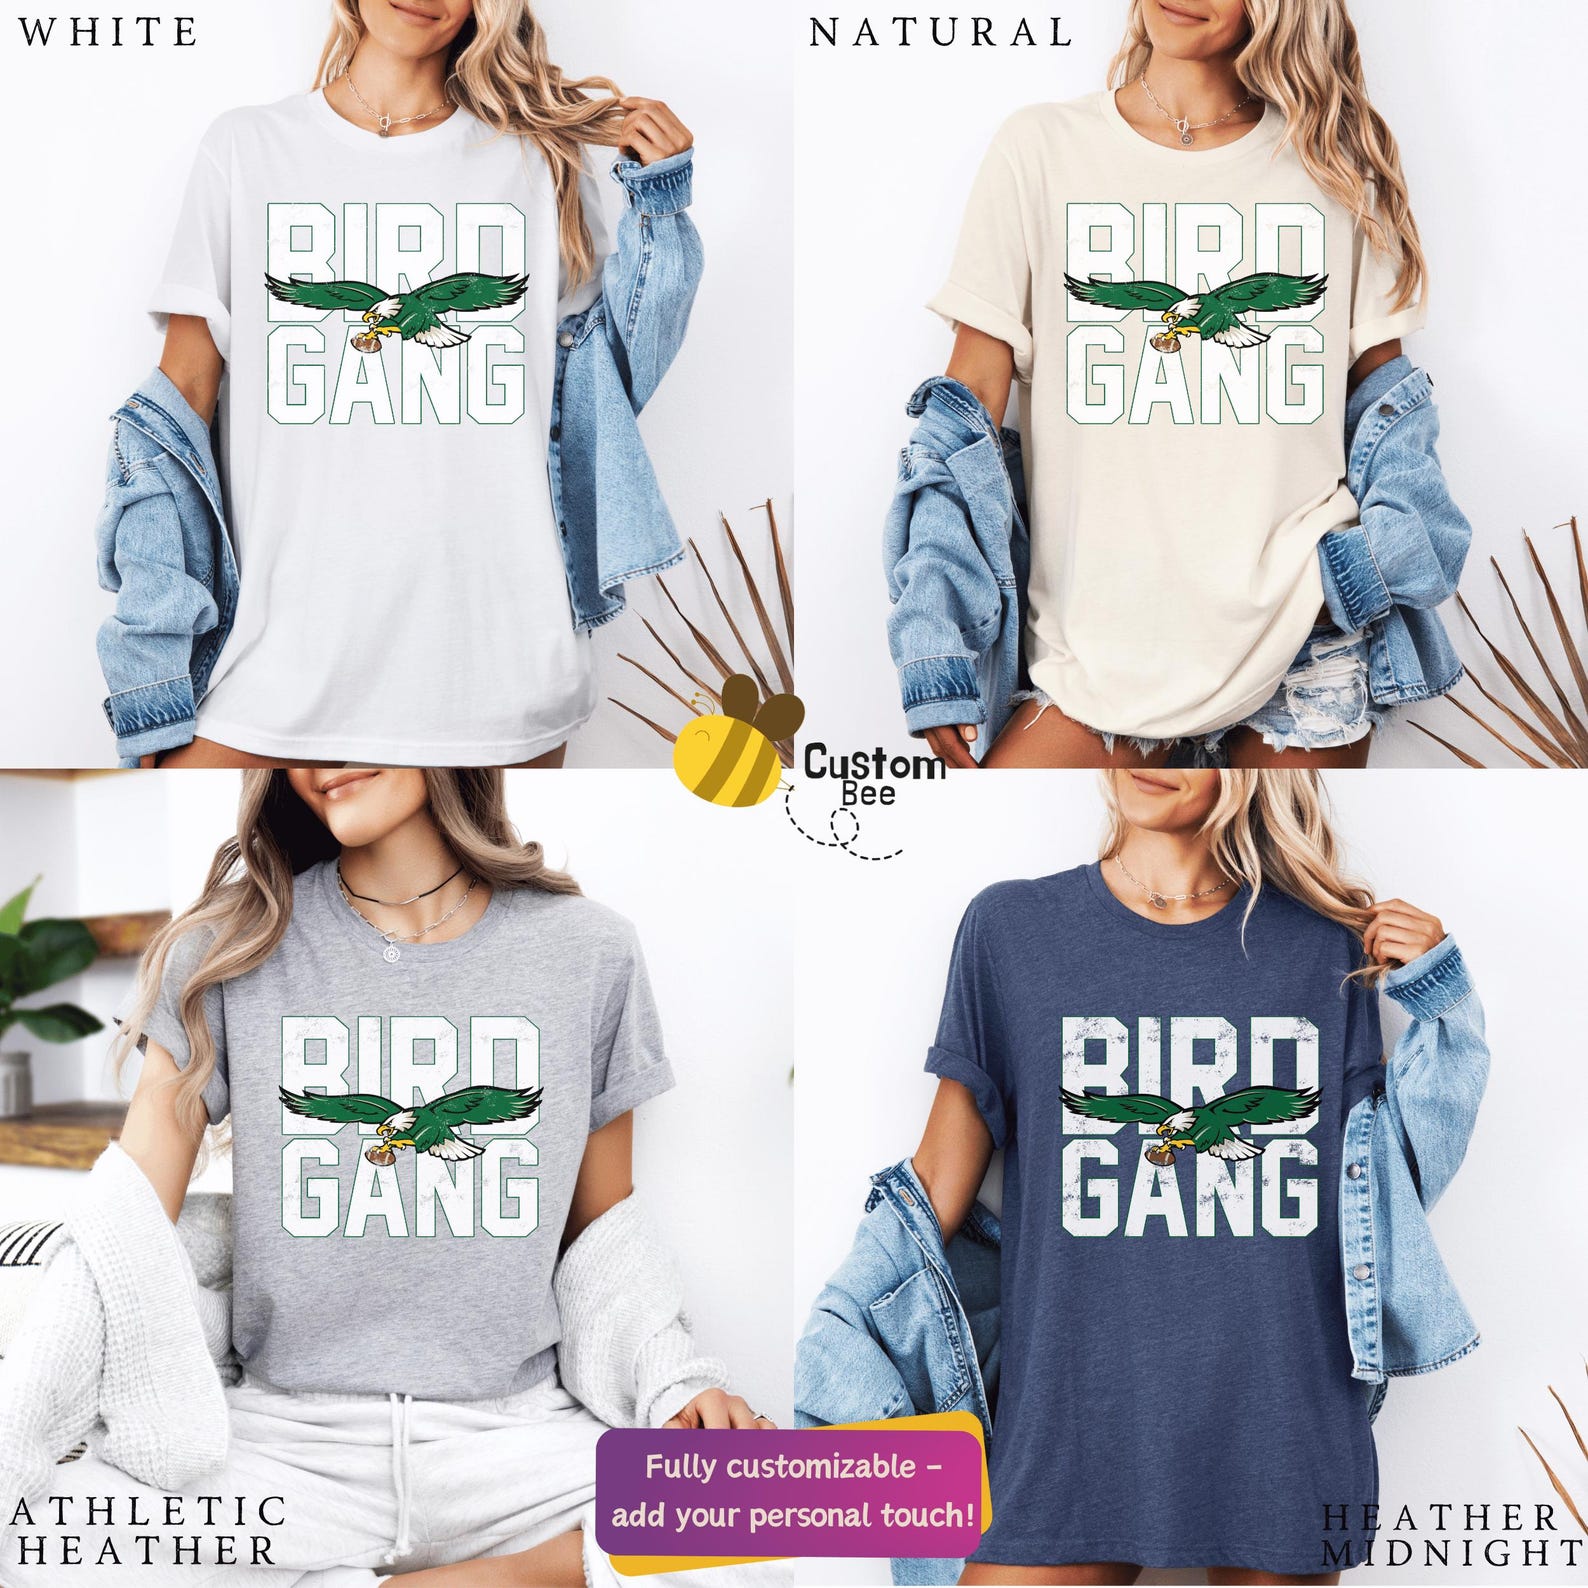 WHITE
BIRD
GANG
NATURAL
BIRD
GANG
Custom
Bee
BIRD
GANG
ATHLETIC
HEATHER
BIRD
GANG
HEATHER
MIDNIGHT
Fully customizable -
add your personal touch!